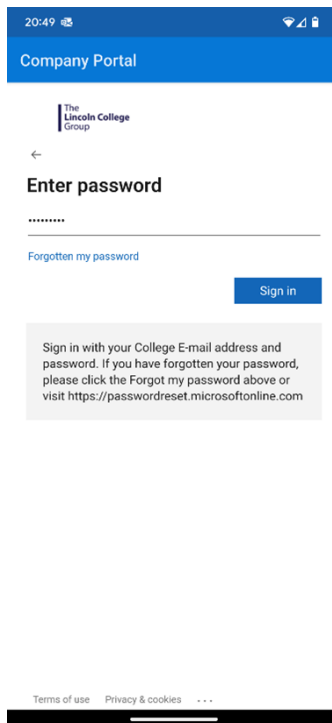 20:49
Company Portal
The
Lincoln College
Group
Enter password
•••••••••
Forgotten my password
Sign in
Sign in with your College E-mail address and
password. If you have forgotten your password,
please click the Forgot my password above or
visit https://passwordreset.microsoftonline.com
Terms of use Privacy & cookies ...